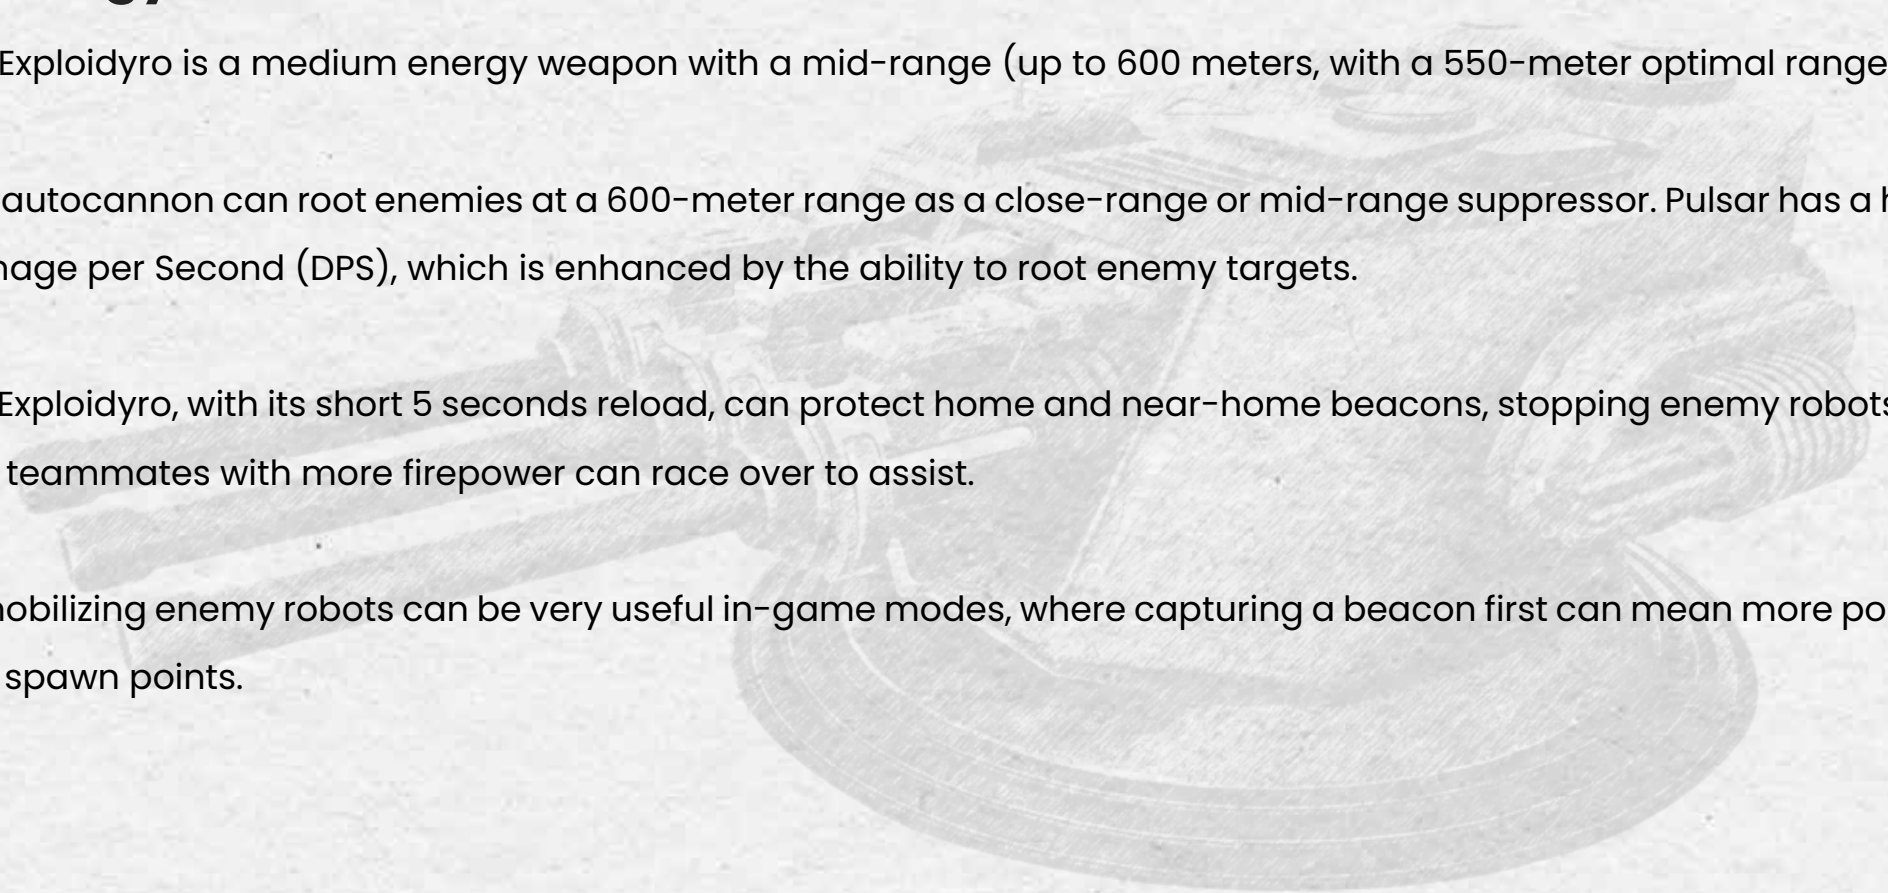 Exploidyro is a medium energy weapon with a mid-range (up to 600 meters, with a 550-meter optimal range
autocannon can root enemies at a 600-meter range as a close-range or mid-range suppressor. Pulsar has a
mage per Second (DPS), which is enhanced by the ability to root enemy targets.
Exploidyro, with its short 5 seconds reload, can protect home and near-home beacons, stopping enemy robots
teammates with more firepower can race over to assist.
nobilizing enemy robots can be very useful in-game modes, where capturing a beacon first can mean more po
spawn points.